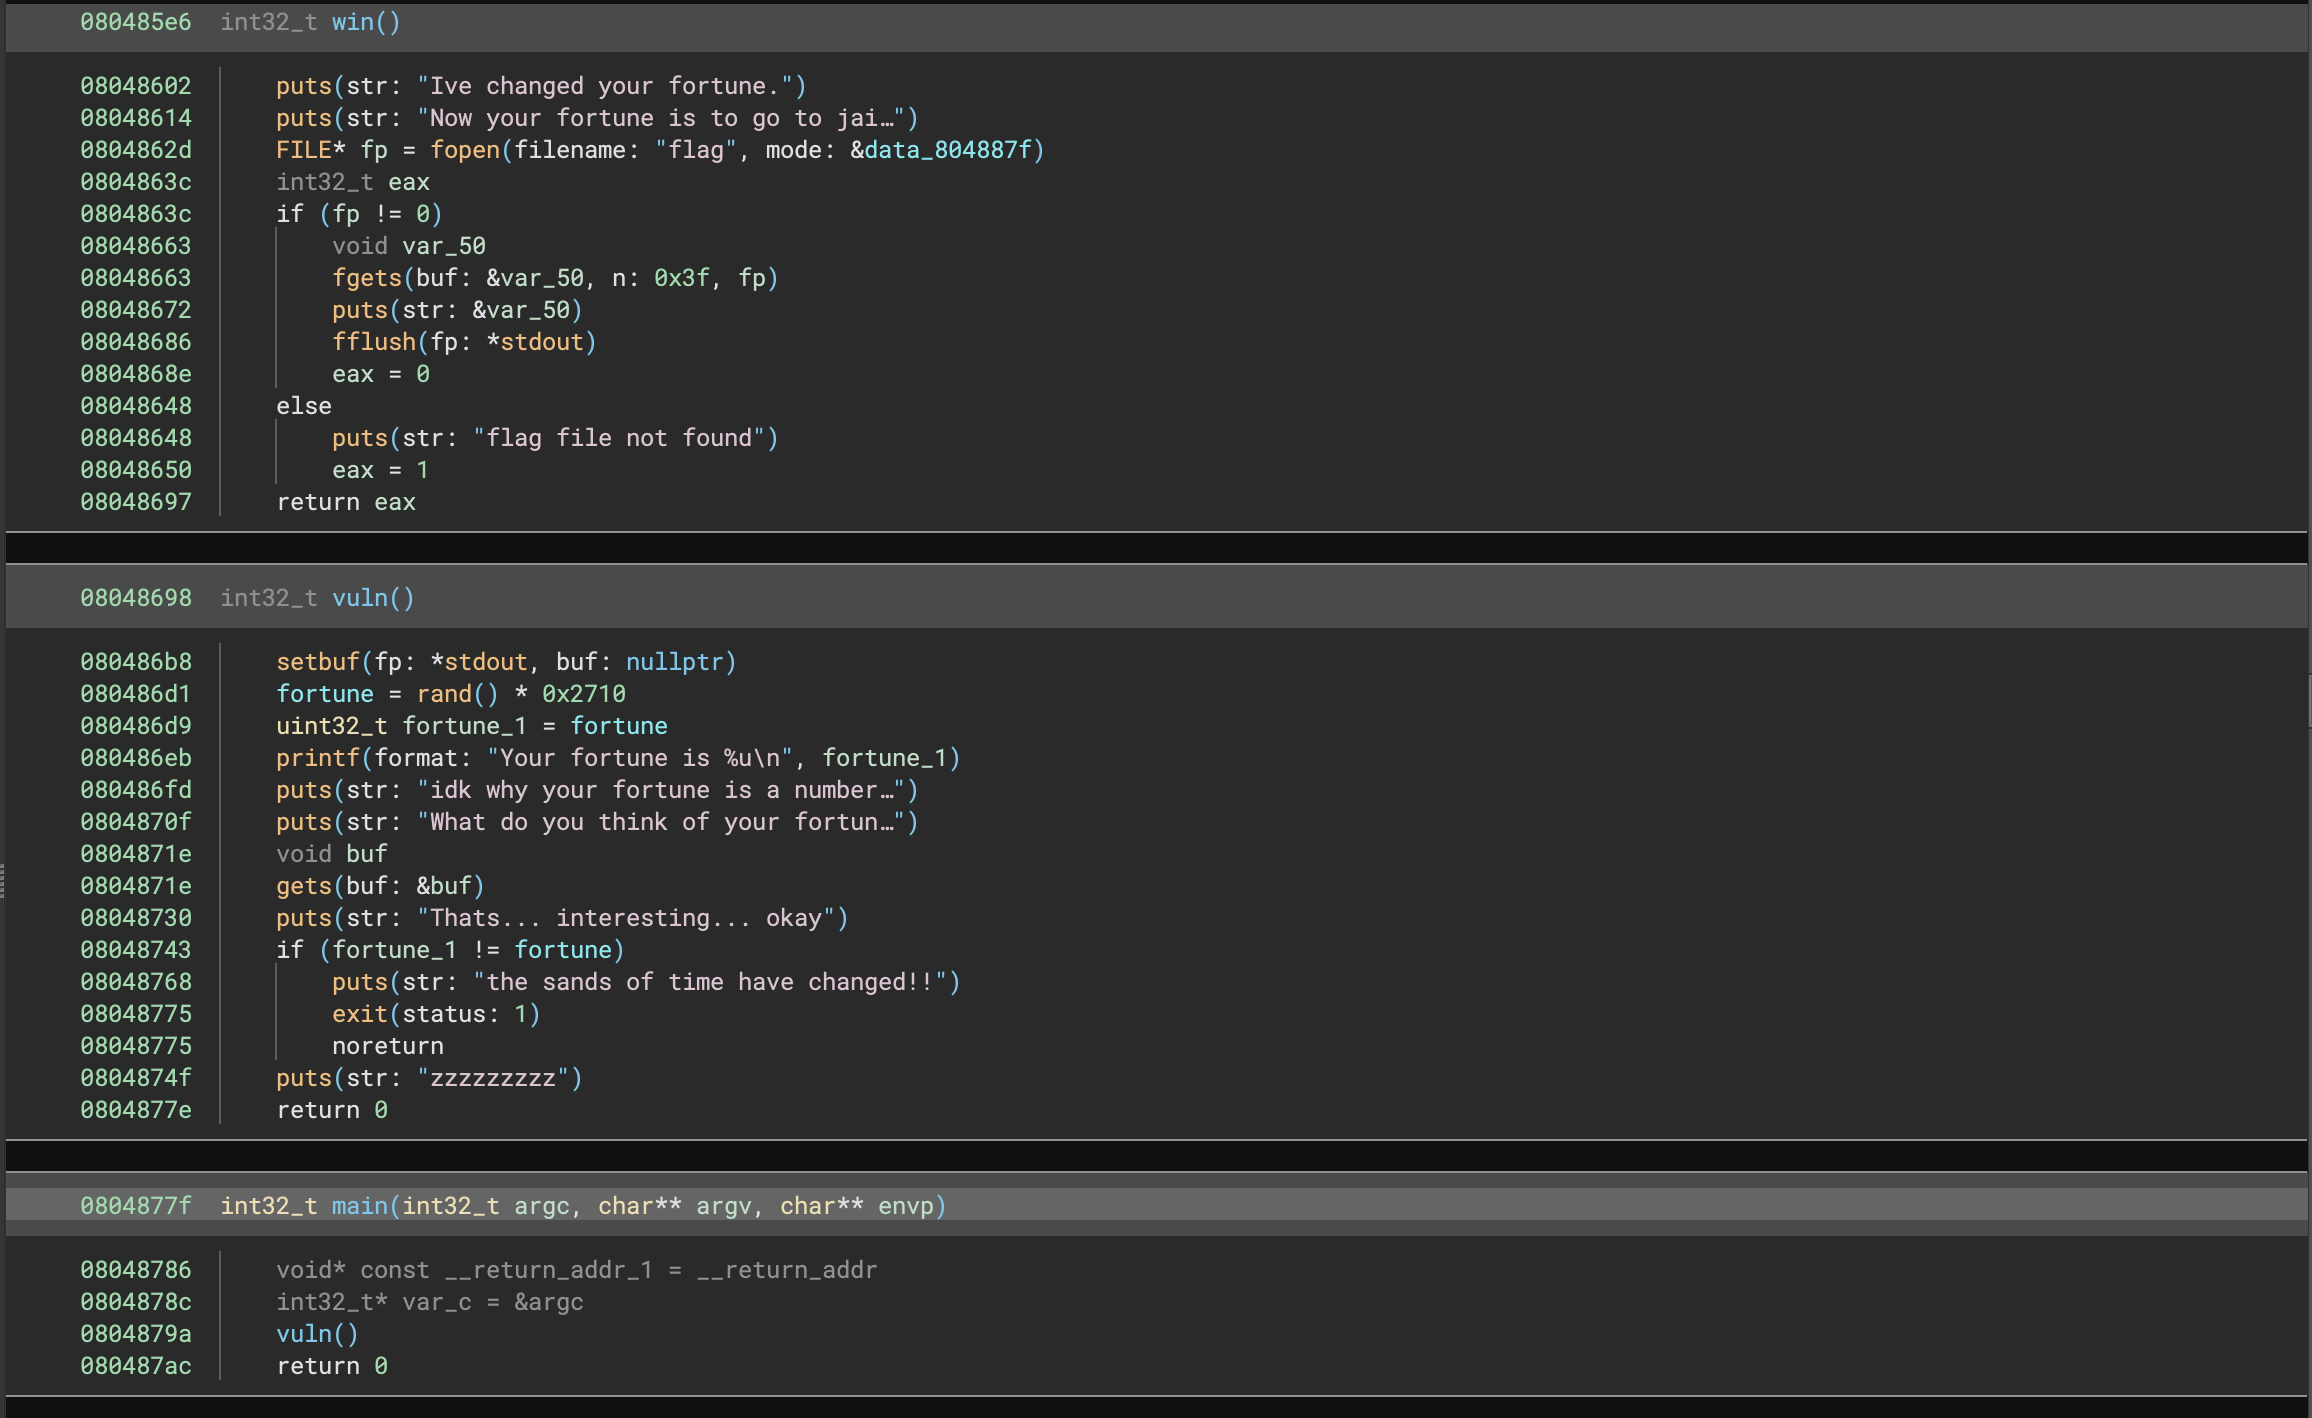 080485e6 int32_t win()
08048602 puts(str: "Ive changed your fortune.")
08048614 puts(str: "Now your fortune is to go to jai…")
0804862d FILE* fp = fopen(filename: "flag", mode: &data_804887f)
0804863c int32_t eax
0804863c if (fp != 0)
08048663 void var_50
08048663 fgets(buf: &var_50, n: 0x3f, fp)
08048672 puts(str: &var_50)
08048686 fflush(fp: *stdout)
0804868e eax = 0
08048648 else
08048648 puts(str: "flag file not found")
08048650 eax = 1
08048697 return eax
08048698 int32_t vuln()
080486b8 setbuf(fp: *stdout, buf: nullptr)
080486d1 fortune = rand() * 0x2710
080486d9 uint32_t fortune_1 = fortune
080486eb printf(format: "Your fortune is %u\n", fortune_1)
080486fd puts(str: "idk why your fortune is a number…")
0804870f puts(str: "What do you think of your fortun…")
0804871e void buf
0804871e gets(buf: &buf)
08048730 puts(str: "Thats... interesting... okay")
08048743 if (fortune_1 != fortune)
08048768 puts(str: "the sands of time have changed!!")
08048775 exit(status: 1)
08048775 noreturn
0804874f puts(str: "zzzzzzzzz")
0804877e return 0
0804877f int32_t main(int32_t argc, char** argv, char** envp)
08048786 void* const __return_addr_1 = __return_addr
0804878c int32_t* var_c = &argc
0804879a vuln()
080487ac return 0